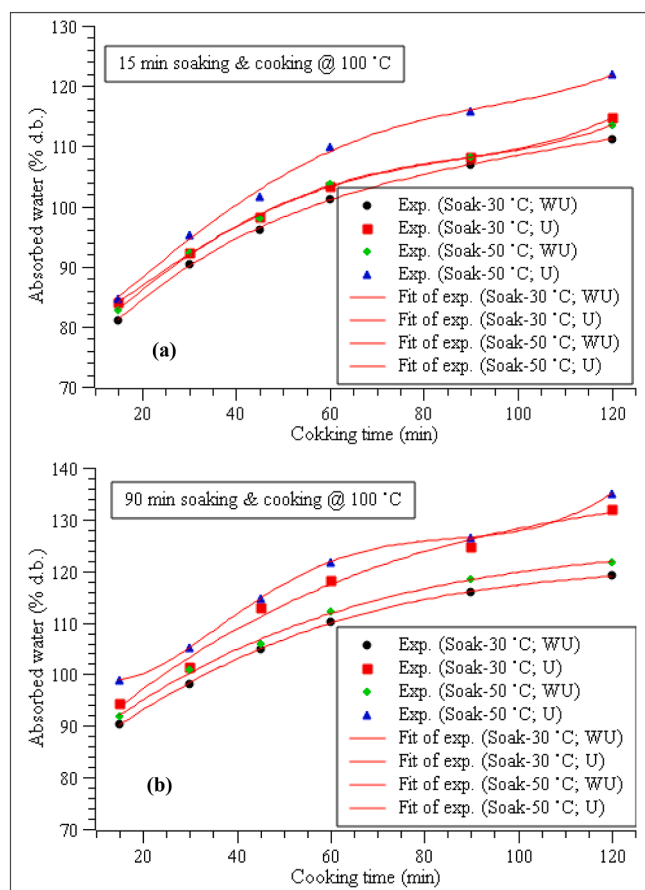 130
120
110
100
90
80
70
Absorbed water (% d.b.)
15 min soaking & cooking @ 100 ˚C
Exp. (Soak-30 ˚C; WU)
Exp. (Soak-30 ˚C; U)
Exp. (Soak-50 ˚C; WU)
Exp. (Soak-50 ˚C; U)
Fit of exp. (Soak-30 ˚C; WU)
Fit of exp. (Soak-30 ˚C; U)
Fit of exp. (Soak-50 ˚C; WU)
Fit of exp. (Soak-50 ˚C; U)
(a)
20 40 60 80 100 120
Cokking time (min)
140
130
120
110
100
90
80
70
Absorbed water (% d.b.)
90 min soaking & cooking @ 100 ˚C
Exp. (Soak-30 ˚C; WU)
Exp. (Soak-30 ˚C; U)
Exp. (Soak-50 ˚C; WU)
Exp. (Soak-50 ˚C; U)
Fit of exp. (Soak-30 ˚C; WU)
Fit of exp. (Soak-30 ˚C; U)
Fit of exp. (Soak-50 ˚C; WU)
Fit of exp. (Soak-50 ˚C; U)
(b)
20 40 60 80 100 120
Cooking time (min)